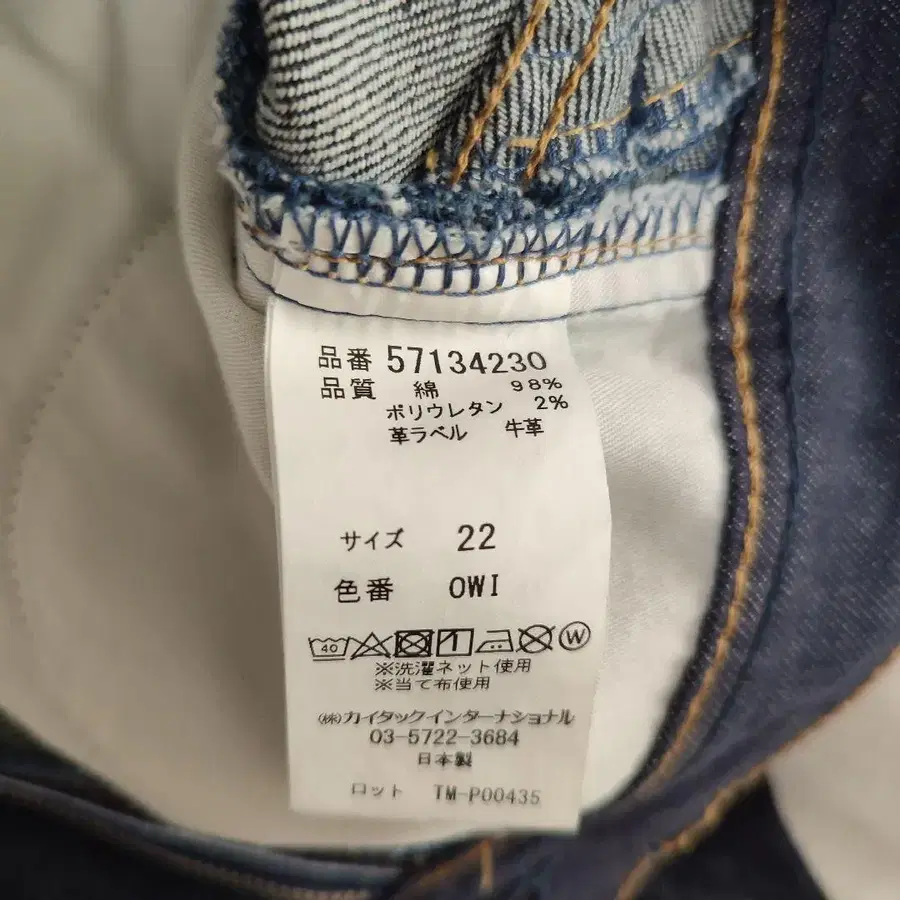 品番 57134230
品質 綿 98%
ポリウレタン 2%
革ラベル 牛革
サイズ 22
色番 OWI
40 W
※洗濯ネット使用
※当て布使用
㈱カイタックインターナショナル
03-5722-3684
日本製
ロット TM-P00435